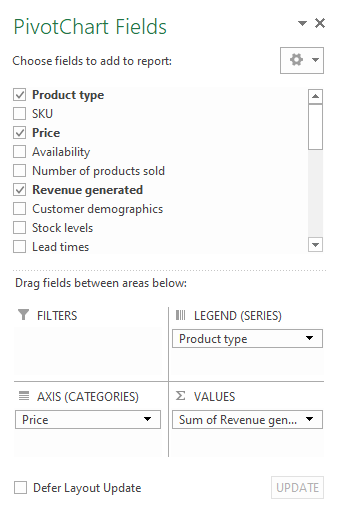 PivotChart Fields
Choose fields to add to report:
Product type
SKU
Price
Availability
Number of products sold
Revenue generated
Customer demographics
Stock levels
Lead times
Drag fields between areas below:
FILTERS
LEGEND (SERIES)
Product type
AXIS (CATEGORIES)
Price
Σ VALUES
Sum of Revenue gen...
Defer Layout Update
UPDATE